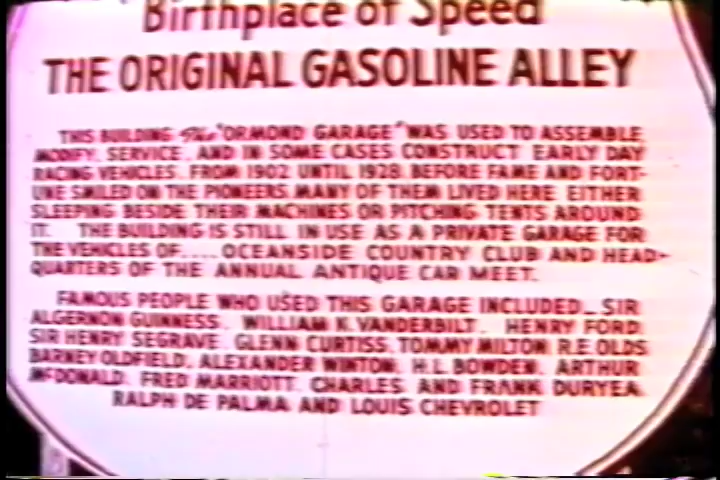 Birthplace of Speed
THE ORIGINAL GASOLINE ALLEY
THIS BUILDING The "ORMOND GARAGE" WAS USED TO ASSEMBLE
MODIFY, SERVICE, AND IN SOME CASES CONSTRUCT EARLY DAY
RACING VEHICLES. FROM 1902 UNTIL 1928. BEFORE FAME AND FORT-
UNE SMILED ON THE PIONEERS MANY OF THEM LIVED HERE EITHER
SLEEPING BESIDE THEIR MACHINES OR PITCHING TENTS AROUND
IT. THE BUILDING IS STILL IN USE AS A PRIVATE GARAGE FOR
THE VEHICLES OF.... OCEANSIDE COUNTRY CLUB AND HEAD-
QUARTERS OF THE ANNUAL ANTIQUE CAR MEET.
FAMOUS PEOPLE WHO USED THIS GARAGE INCLUDED_ SIR
ALGERNON GUINNESS, WILLIAM K. VANDERBILT, HENRY FORD
SIR HENRY SEGRAVE, GLENN CURTISS, TOMMY MILTON R.E. OLDS
BARNEY OLDFIELD, ALEXANDER WINTON, H.L. BOWDEN, ARTHUR
McDONALD, FRED MARRIOTT, CHARLES AND FRANK DURYEA
RALPH DE PALMA AND LOUIS CHEVROLET